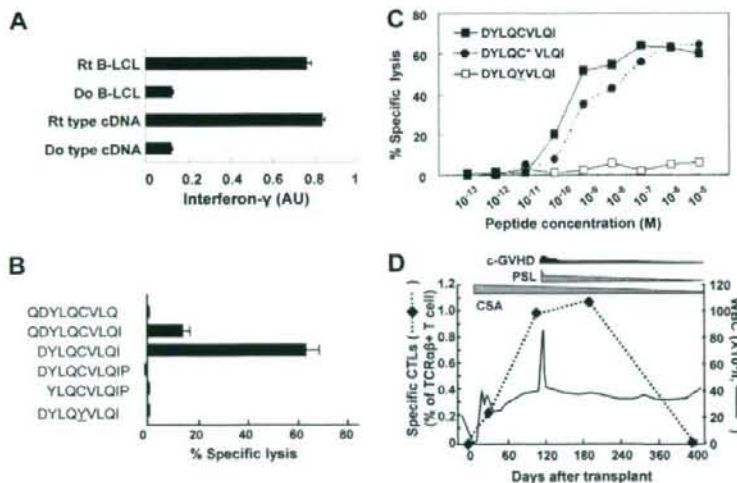 A
Rt B-LCL
Do B-LCL
Rt type cDNA
Do type cDNA
0 0.2 0.4 0.6 0.8 1
Interferon-γ (AU)
B
QDYLQCVLQ
QDYLQCVLQI
DYLQCVLQI
DYLQCVLQIP
YLQCVLQIP
DYLQYVLQI
0 20 40 60 80
% Specific lysis
C
DYLQCVLQI
DYLQC* VLQI
DYLQYVLQI
80
60
40
20
0
% Specific lysis
10-13 10-12 10-11 10-10 10-9 10-8 10-7 10-6 10-5
Peptide concentration (M)
D
c-GVHD
PSL
CSA
1.2
1.0
0.8
0.6
0.4
0.2
0
Specific CTLs
(% of TCRαβ+ T cell)
120
100
80
60
40
20
0
0 60 120 180 189 400
Days after transplant